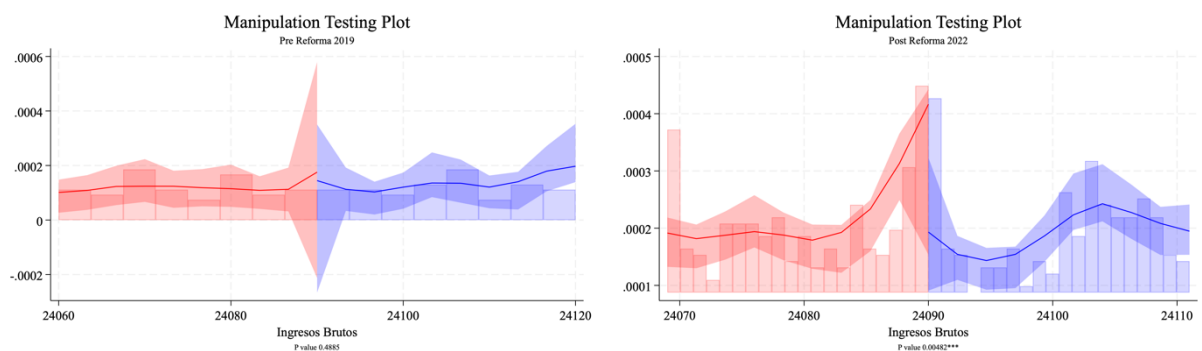 Manipulation Testing Plot
Pre Reforma 2019
.0006
.0004
.0002
0
-.0002
24060
24080
24100
24120
Ingresos Brutos
P value 0.4885
Manipulation Testing Plot
Post Reforma 2022
.0005
.0004
.0003
.0002
.0001
24070
24080
24090
24100
24110
Ingresos Brutos
P value 0.00482***